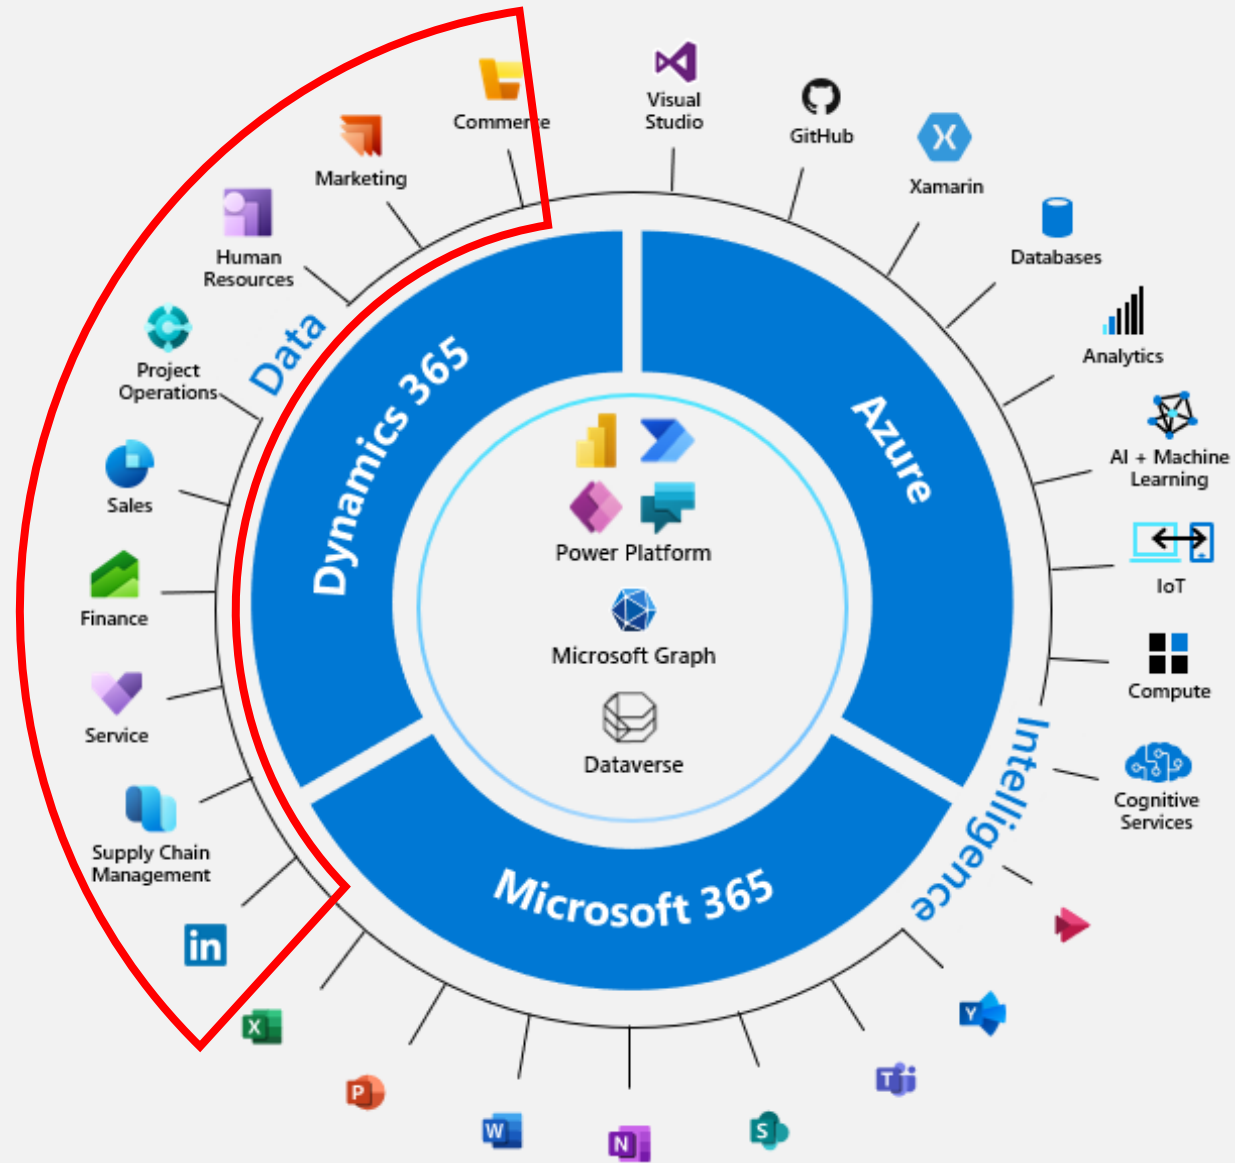 Commerce
Marketing
Human
Resources
Project
Operations
Sales
Finance
Service
Supply Chain
Management
in
Data
Dynamics 365
Visual
Studio
GitHub
X
Xamarin
Databases
Analytics
AI + Machine
Learning
IoT
Compute
Cognitive
Services
Intelligence
Azure
Power Platform
Microsoft Graph
Dataverse
Microsoft 365
X
P
W
N
S
T
Y